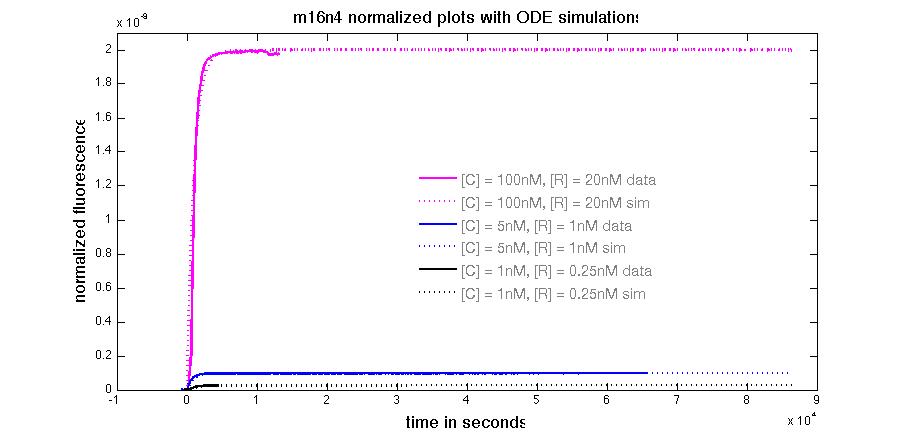 m16n4 normalized plots with ODE simulations
x 10⁻⁹
2
1.8
1.6
1.4
1.2
1
0.8
0.6
0.4
0.2
0
normalized fluorescence
[C] = 100nM, [R] = 20nM data
[C] = 100nM, [R] = 20nM sim
[C] = 5nM, [R] = 1nM data
[C] = 5nM, [R] = 1nM sim
[C] = 1nM, [R] = 0.25nM data
[C] = 1nM, [R] = 0.25nM sim
-1 0 1 2 3 4 5 6 7 8 9
time in seconds
x 10⁴